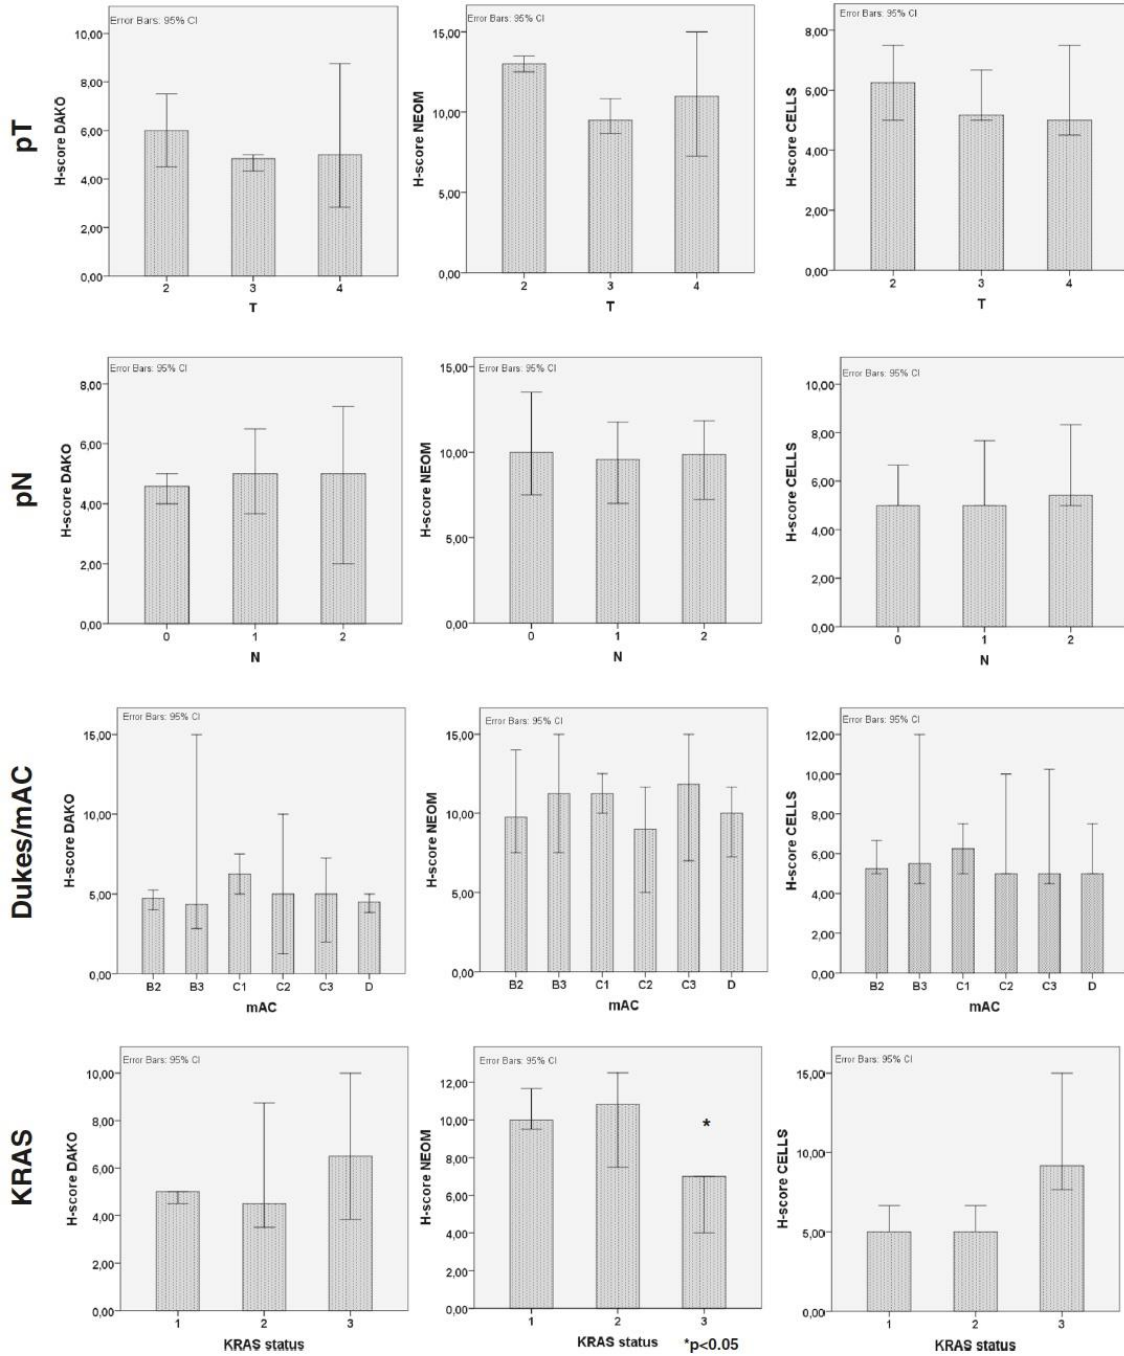 pT
Error Bars: 95% CI
H-score DAKO
10,00
8,00
6,00
4,00
2,00
0,00
2 3 4
T
Error Bars: 95% CI
H-score NEOM
15,00
10,00
5,00
0,00
2 3 4
T
Error Bars: 95% CI
H-score CELLS
8,00
6,00
4,00
2,00
0,00
2 3 4
T
pN
Error Bars: 95% CI
H-score DAKO
8,00
6,00
4,00
2,00
0,00
0 1 2
N
Error Bars: 95% CI
H-score NEOM
15,00
10,00
5,00
0,00
0 1 2
N
Error Bars: 95% CI
H-score CELLS
10,00
8,00
6,00
4,00
2,00
0,00
0 1 2
N
Dukes/mAC
Error Bars: 95% CI
H-score DAKO
15,00
10,00
5,00
0,00
B2 B3 C1 C2 C3 D
mAC
Error Bars: 95% CI
H-score NEOM
15,00
10,00
5,00
0,00
B2 B3 C1 C2 C3 D
mAC
Error Bars: 95% CI
H-score CELLS
12,00
10,00
8,00
6,00
4,00
2,00
0,00
B2 B3 C1 C2 C3 D
mAC
KRAS
Error Bars: 95% CI
H-score DAKO
10,00
8,00
6,00
4,00
2,00
0,00
1 2 3
KRAS status
Error Bars: 95% CI
H-score NEOM
12,00
10,00
8,00
6,00
4,00
2,00
0,00
*
1 2 3
KRAS status *p<0.05
Error Bars: 95% CI
H-score CELLS
15,00
10,00
5,00
0,00
1 2 3
KRAS status